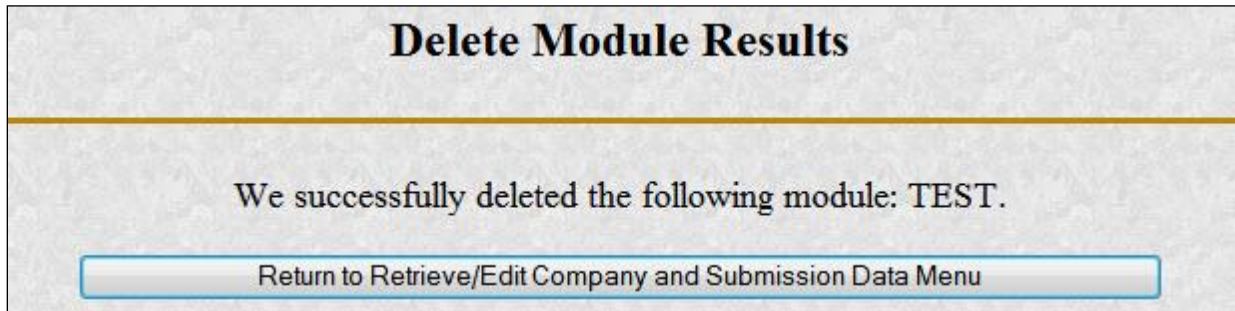 Delete Module Results
We successfully deleted the following module: TEST.
Return to Retrieve/Edit Company and Submission Data Menu